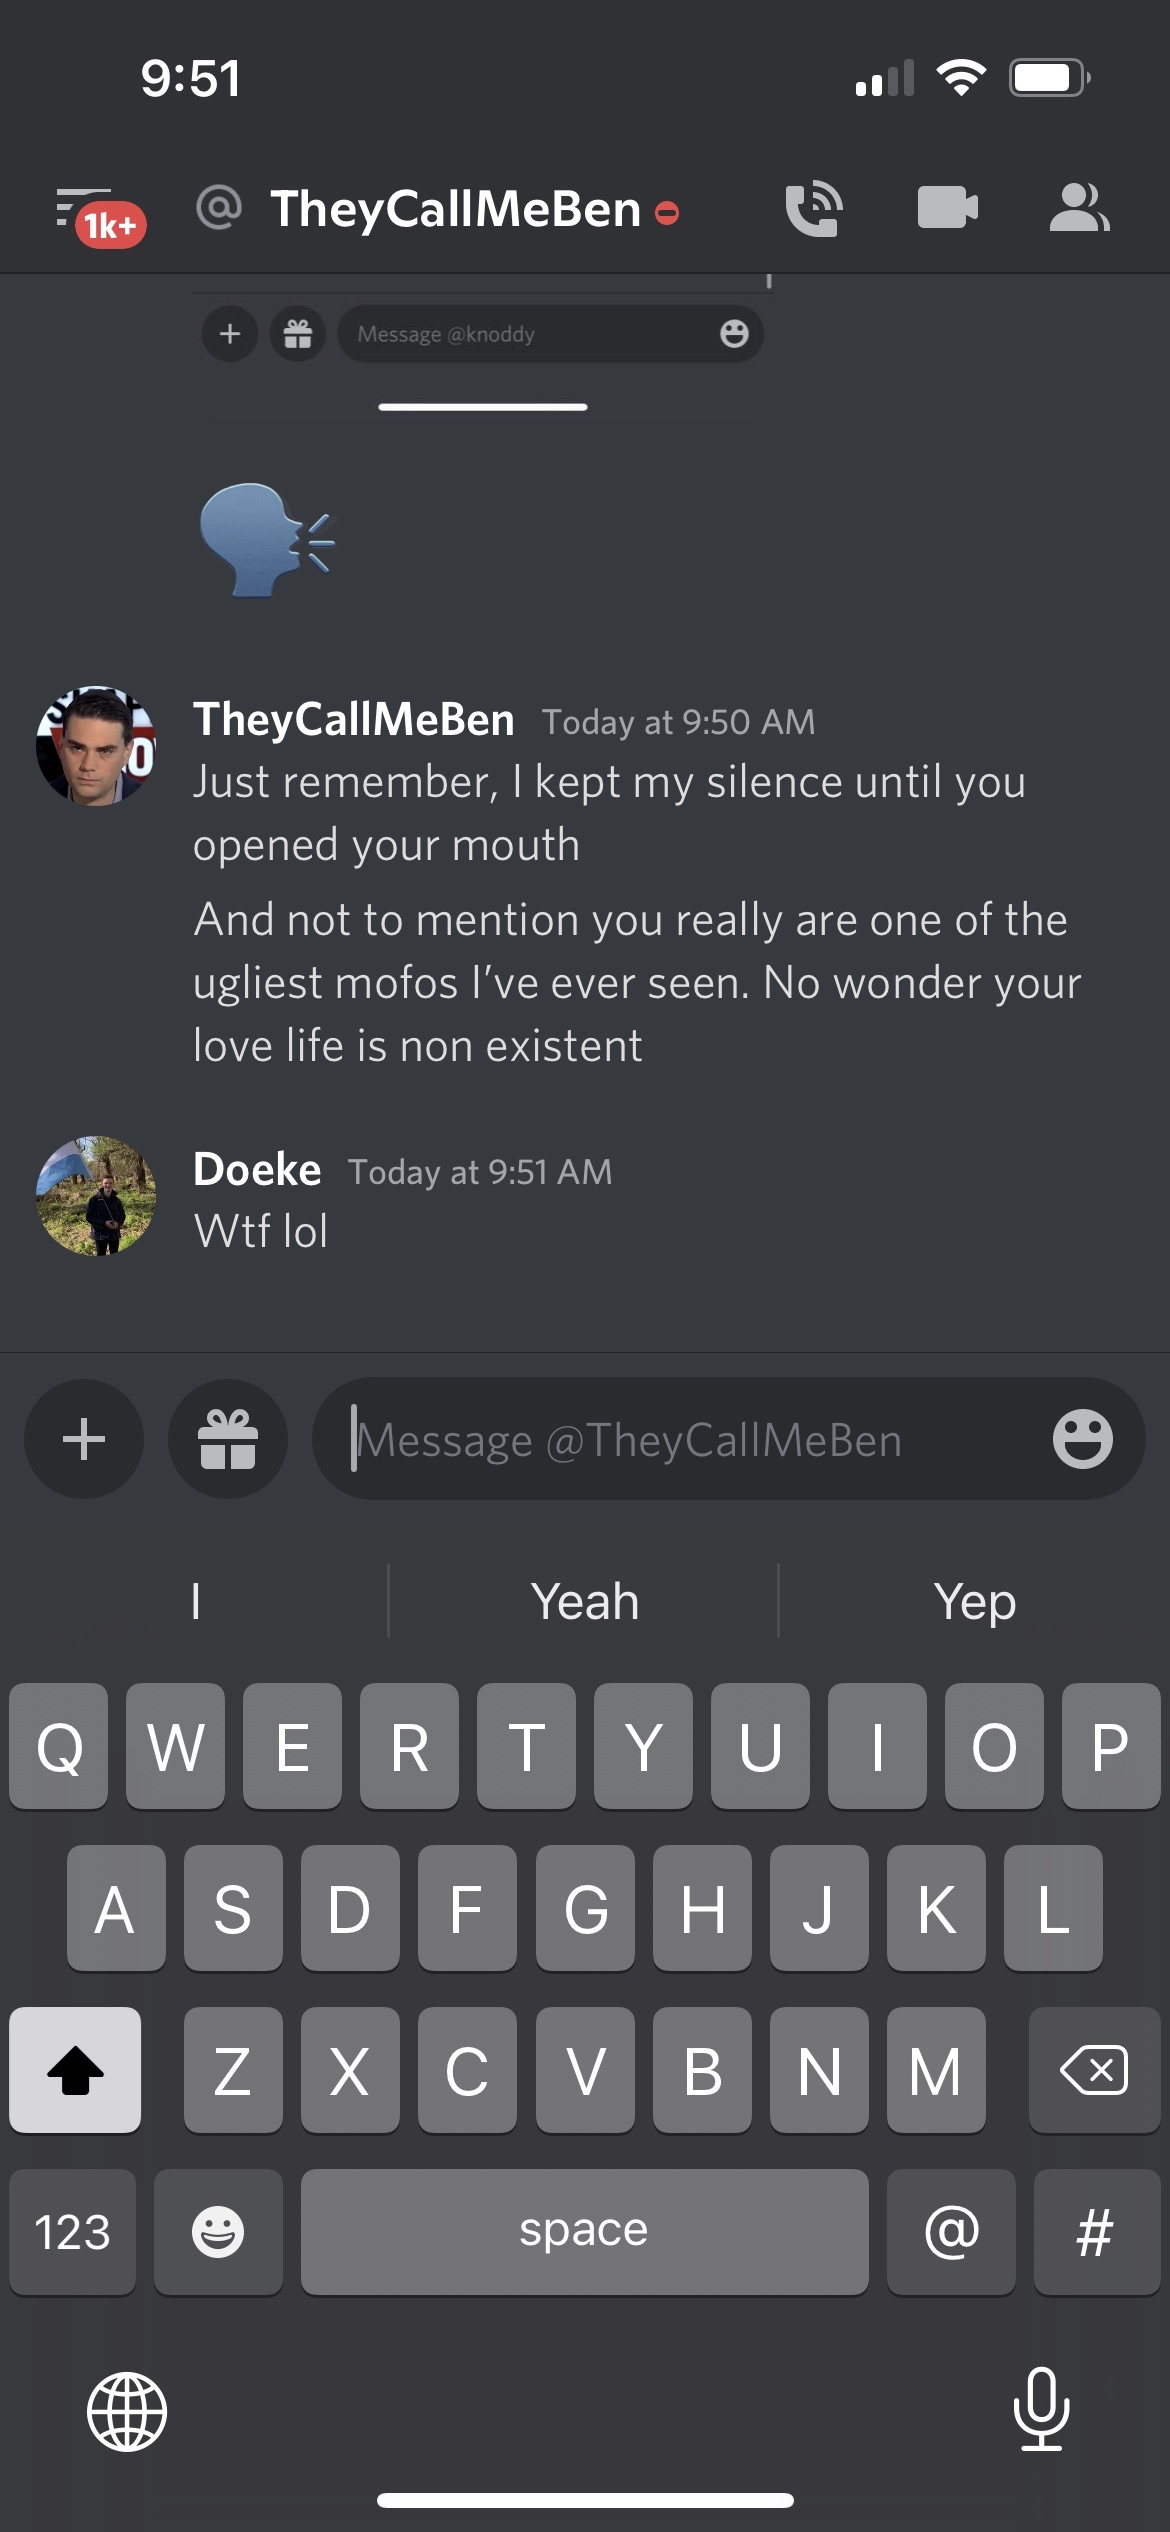 9:51
1k+
@ TheyCallMeBen
Message @knoddy
TheyCallMeBen Today at 9:50 AM
Just remember, I kept my silence until you
opened your mouth
And not to mention you really are one of the
ugliest mofos I’ve ever seen. No wonder your
love life is non existent
Doeke Today at 9:51 AM
Wtf lol
Message @TheyCallMeBen
I Yeah Yep
Q W E R T Y U I O P
A S D F G H J K L
Z X C V B N M
123 space @ #